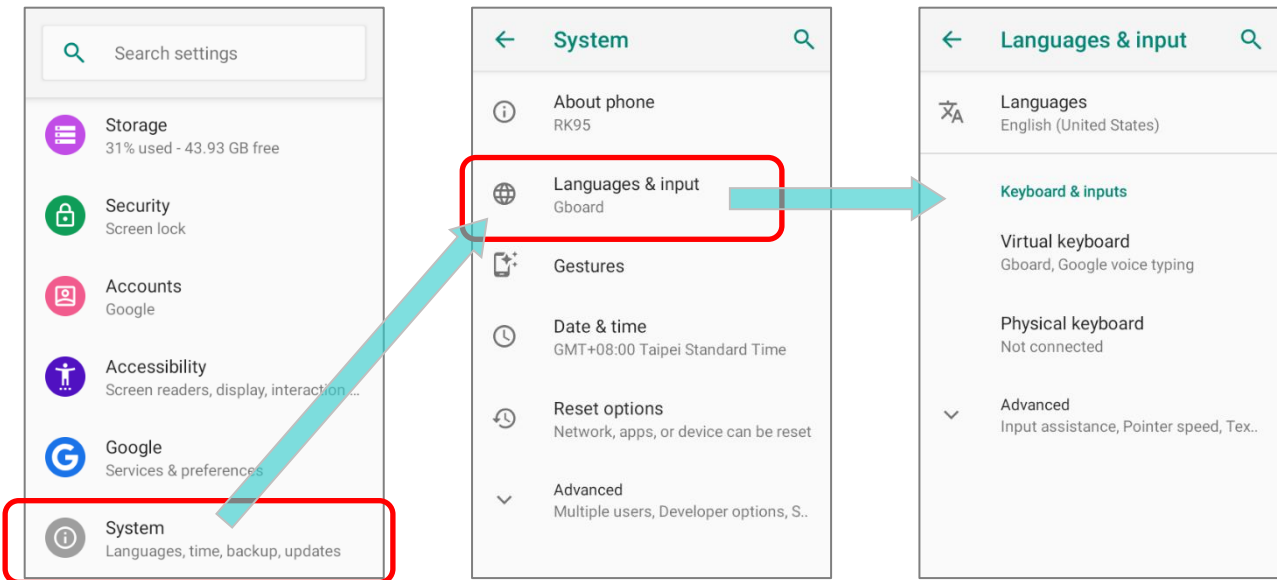 Search settings
Storage
31% used - 43.93 GB free
Security
Screen lock
Accounts
Google
Accessibility
Screen readers, display, interaction ...
Google
Services & preferences
System
Languages, time, backup, updates
System
About phone
RK95
Languages & input
Gboard
Gestures
Date & time
GMT+08:00 Taipei Standard Time
Reset options
Network, apps, or device can be reset
Advanced
Multiple users, Developer options, S..
Languages & input
Languages
English (United States)
Keyboard & inputs
Virtual keyboard
Gboard, Google voice typing
Physical keyboard
Not connected
Advanced
Input assistance, Pointer speed, Tex..